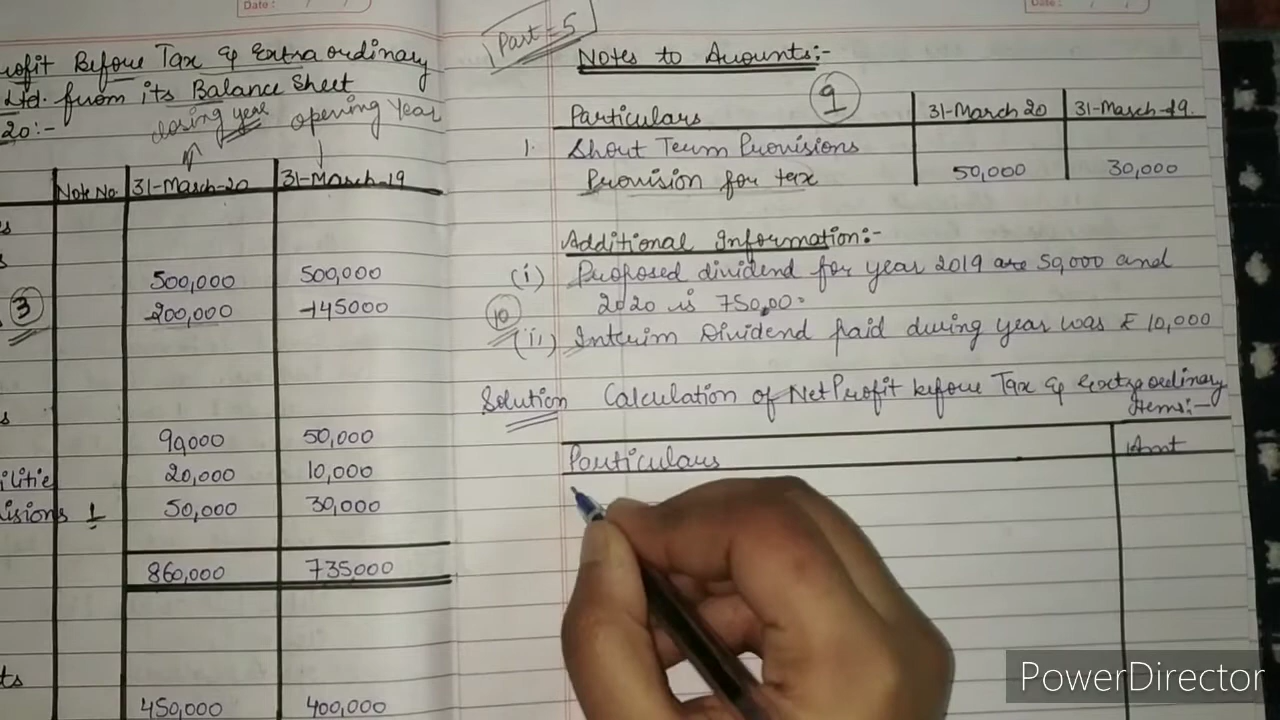 Date :
rofit Before Tax & Extra ordinary
Ltd. from its Balance Sheet
20:-
closing year
opening Year
Note No. 31-March-20 31-March-19
s
s
500,000 500,000
3 200,000 145000
s
90,000 50,000
ilitie 20,000 10,000
isions 1 50,000 30,000
860,000 735000
ts
450,000 400,000
Date :
Part = 5
Notes to Accounts:-
9
Particulars 31-March 20 31-March-19.
1. Short Term Provisions
Provision for tax 50,000 30,000
Additional Information:-
(i) Proposed dividend for year 2019 are 50,000 and
10 2020 is 750,00
(ii) Interim Dividend paid during year was ₹ 10,000
Solution Calculation of Net Profit before Tax & Extra ordinary
Items:-
Particulars Amt
PowerDirector